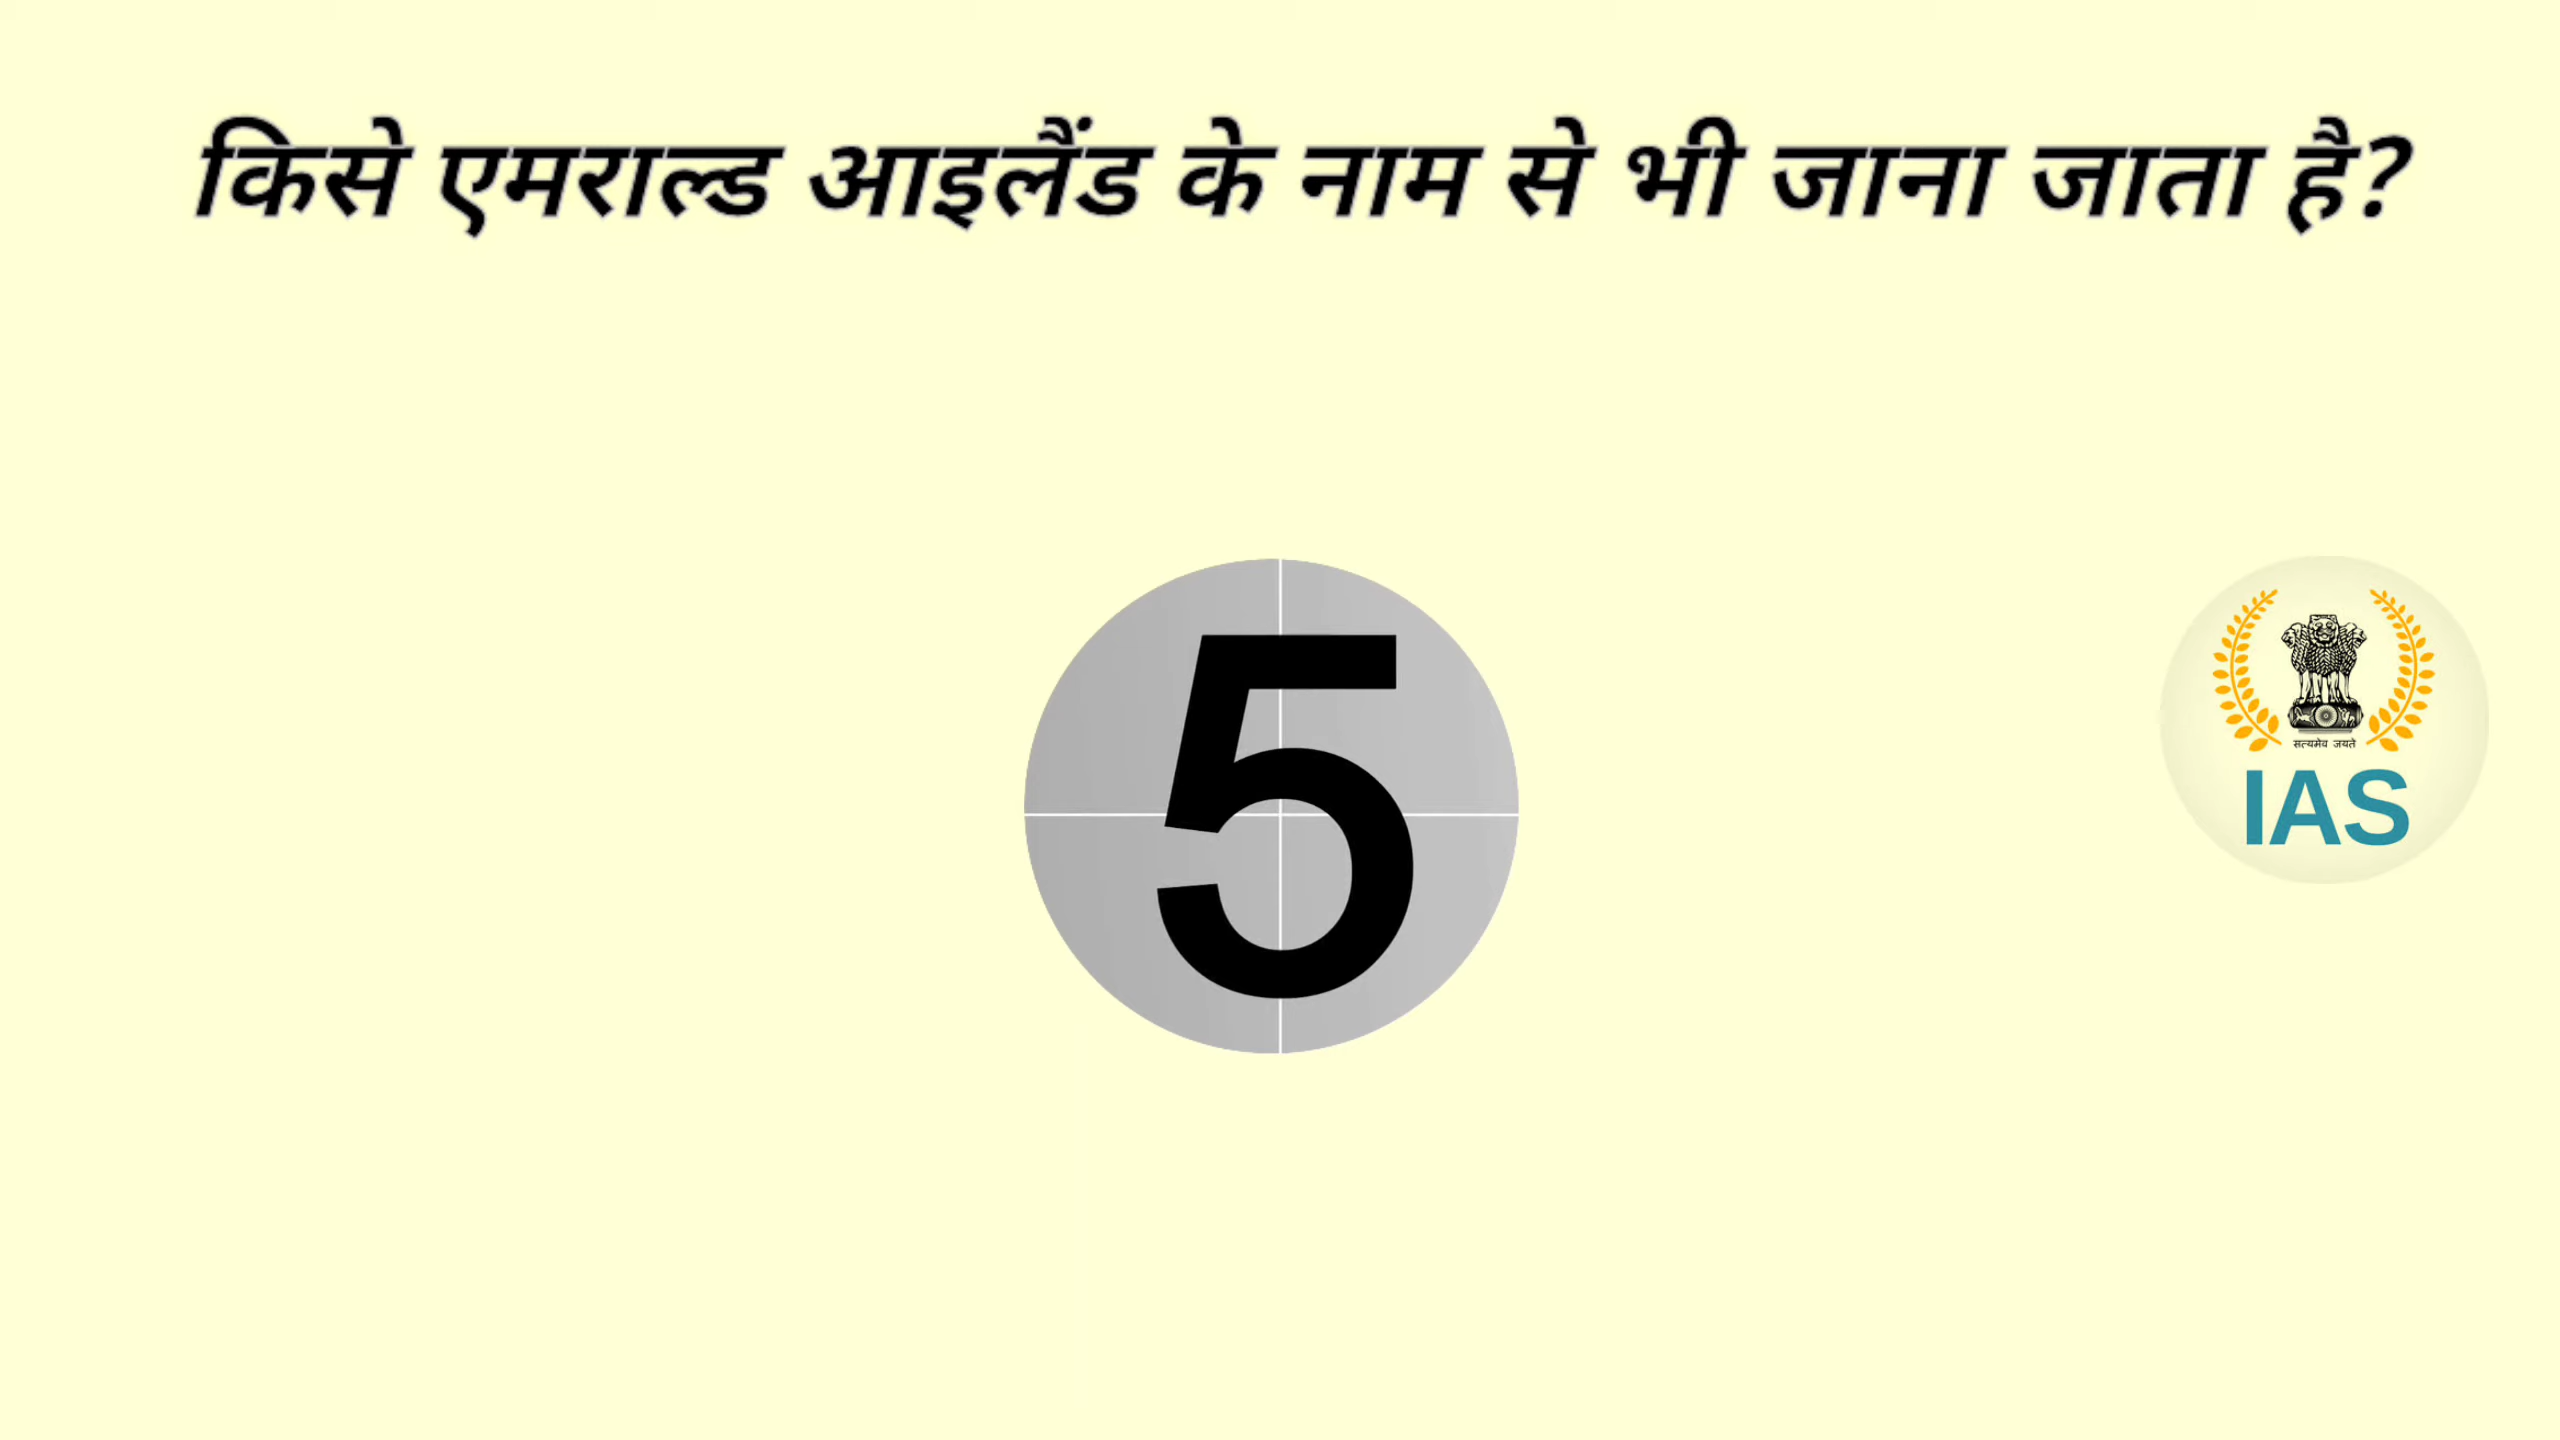 किसे एमराल्ड आइलैंड के नाम से भी जाना जाता है?
5
सत्यमेव जयते
IAS